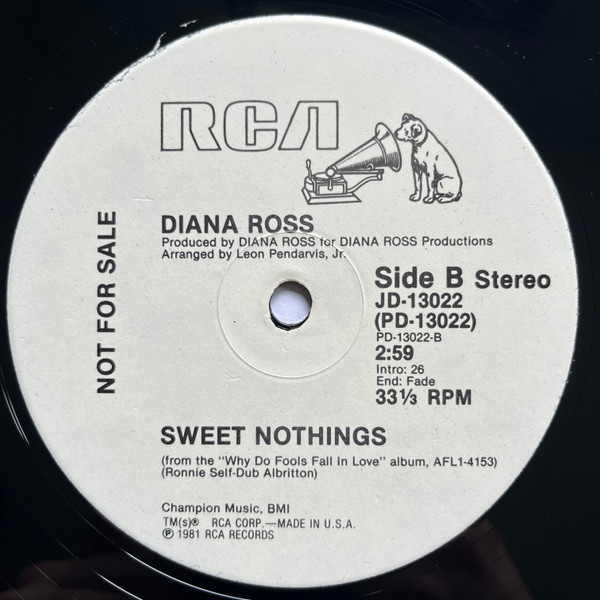 RCA
DIANA ROSS
Produced by DIANA ROSS for DIANA ROSS Productions
Arranged by Leon Pendarvis, Jr.
NOT FOR SALE
Side B Stereo
JD-13022
(PD-13022)
PD-13022-B
2:59
Intro: 26
End: Fade
33⅓ RPM
SWEET NOTHINGS
(from the "Why Do Fools Fall In Love" album, AFL1-4153)
(Ronnie Self-Dub Albritton)
Champion Music, BMI
TM(s)® RCA CORP.—MADE IN U.S.A.
℗ 1981 RCA RECORDS